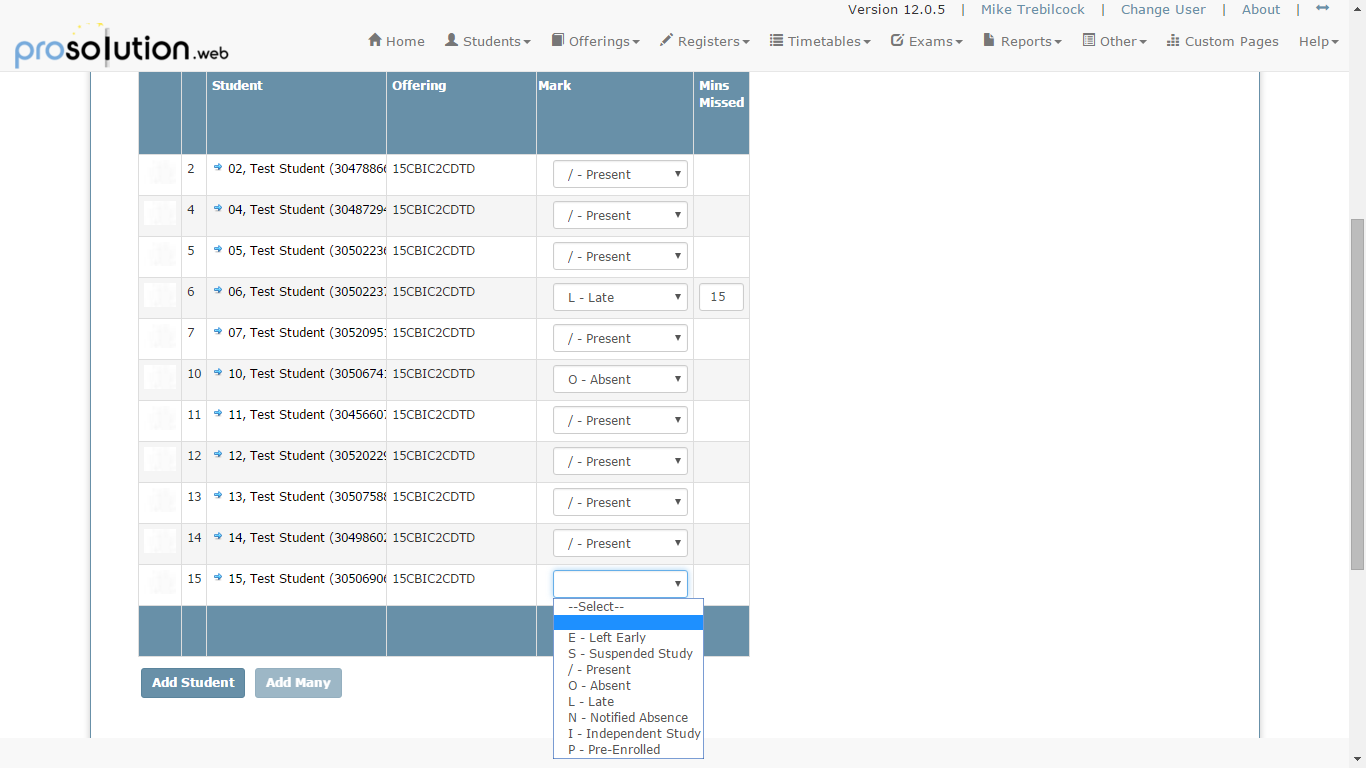 Version 12.0.5 | Mike Trebilcock | Change User | About |
prosolution.web
Home Students Offerings Registers Timetables Exams Reports Other Custom Pages Help
Student Offering Mark Mins Missed
2 02, Test Student (3047886 15CBIC2CDTD / - Present
4 04, Test Student (3048729 15CBIC2CDTD / - Present
5 05, Test Student (3050223 15CBIC2CDTD / - Present
6 06, Test Student (3050223 15CBIC2CDTD L - Late 15
7 07, Test Student (3052095 15CBIC2CDTD / - Present
10 10, Test Student (3050674 15CBIC2CDTD O - Absent
11 11, Test Student (3045660 15CBIC2CDTD / - Present
12 12, Test Student (3052022 15CBIC2CDTD / - Present
13 13, Test Student (3050758 15CBIC2CDTD / - Present
14 14, Test Student (3049860 15CBIC2CDTD / - Present
15 15, Test Student (3050690 15CBIC2CDTD
--Select--
E - Left Early
S - Suspended Study
/ - Present
O - Absent
L - Late
N - Notified Absence
I - Independent Study
P - Pre-Enrolled
Add Student Add Many